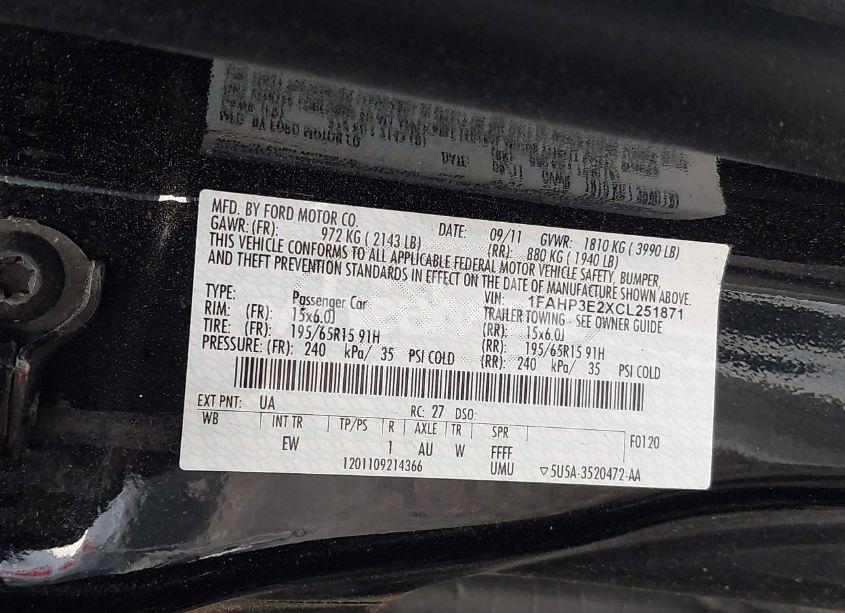 MFD. BY FORD MOTOR CO.
DATE: 09/11 GVWR: 1810 KG ( 3990 LB)
GAWR: (FR): 972 KG ( 2143 LB) (RR): 880 KG ( 1940 LB)
THIS VEHICLE CONFORMS TO ALL APPLICABLE FEDERAL MOTOR VEHICLE SAFETY, BUMPER,
AND THEFT PREVENTION STANDARDS IN EFFECT ON THE DATE OF MANUFACTURE SHOWN ABOVE.
VIN: 1FAHP3E2XCL251871
TYPE: Passenger Car TRAILER TOWING - SEE OWNER GUIDE
RIM: (FR): 15x6.0J (RR): 15x6.0J
TIRE: (FR): 195/65R15 91H (RR): 195/65R15 91H
PRESSURE: (FR): 240 kPa/ 35 PSI COLD (RR): 240 kPa/ 35 PSI COLD
EXT PNT: UA RC: 27 DSO:
WB INT TR TP/PS R AXLE TR SPR F0120
EW 1 AU W FFFF
1201109214366 UMU ▽5U5A-3520472-AA